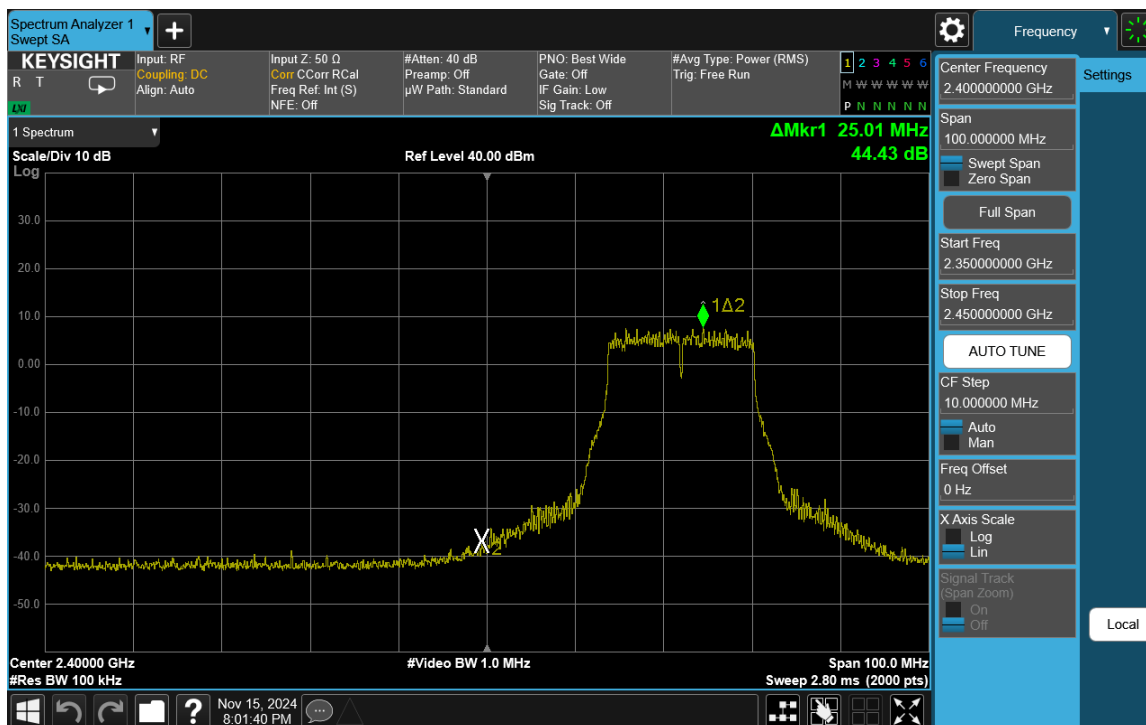 Spectrum Analyzer 1
Swept SA
+
Frequency
KEYSIGHT
R T
LXI
Input: RF
Coupling: DC
Align: Auto
Input Z: 50 Ω
Corr CCorr RCal
Freq Ref: Int (S)
NFE: Off
#Atten: 40 dB
Preamp: Off
µW Path: Standard
PNO: Best Wide
Gate: Off
IF Gain: Low
Sig Track: Off
#Avg Type: Power (RMS)
Trig: Free Run
1 2 3 4 5 6
M W W W W W
P N N N N N
1 Spectrum
Scale/Div 10 dB
Log
Ref Level 40.00 dBm
ΔMkr1 25.01 MHz
44.43 dB
30.0
20.0
10.0
0.00
-10.0
-20.0
-30.0
-40.0
-50.0
1Δ2
X2
Center 2.40000 GHz
#Res BW 100 kHz
#Video BW 1.0 MHz
Span 100.0 MHz
Sweep 2.80 ms (2000 pts)
?
Nov 15, 2024
8:01:40 PM
Center Frequency
2.400000000 GHz
Span
100.000000 MHz
Swept Span
Zero Span
Full Span
Start Freq
2.350000000 GHz
Stop Freq
2.450000000 GHz
AUTO TUNE
CF Step
10.000000 MHz
Auto
Man
Freq Offset
0 Hz
X Axis Scale
Log
Lin
Signal Track
(Span Zoom)
On
Off
Settings
Local